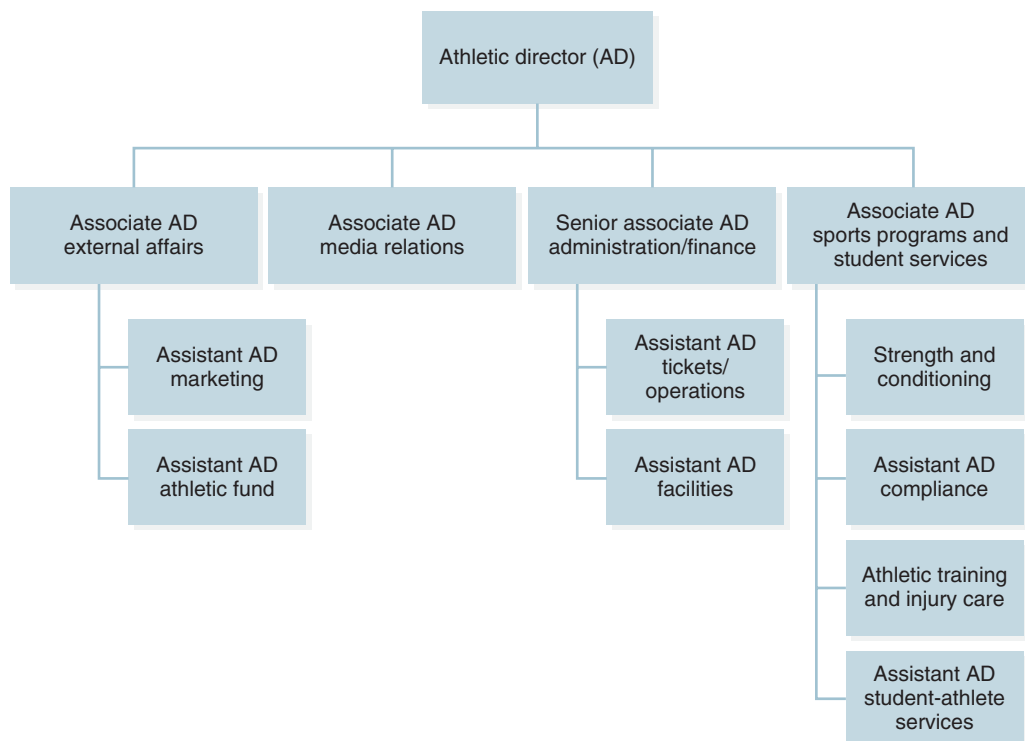 Athletic director (AD)
Associate AD
external affairs
Associate AD
media relations
Senior associate AD
administration/finance
Associate AD
sports programs and
student services
Assistant AD
marketing
Assistant AD
athletic fund
Assistant AD
tickets/
operations
Assistant AD
facilities
Strength and
conditioning
Assistant AD
compliance
Athletic training
and injury care
Assistant AD
student-athlete
services